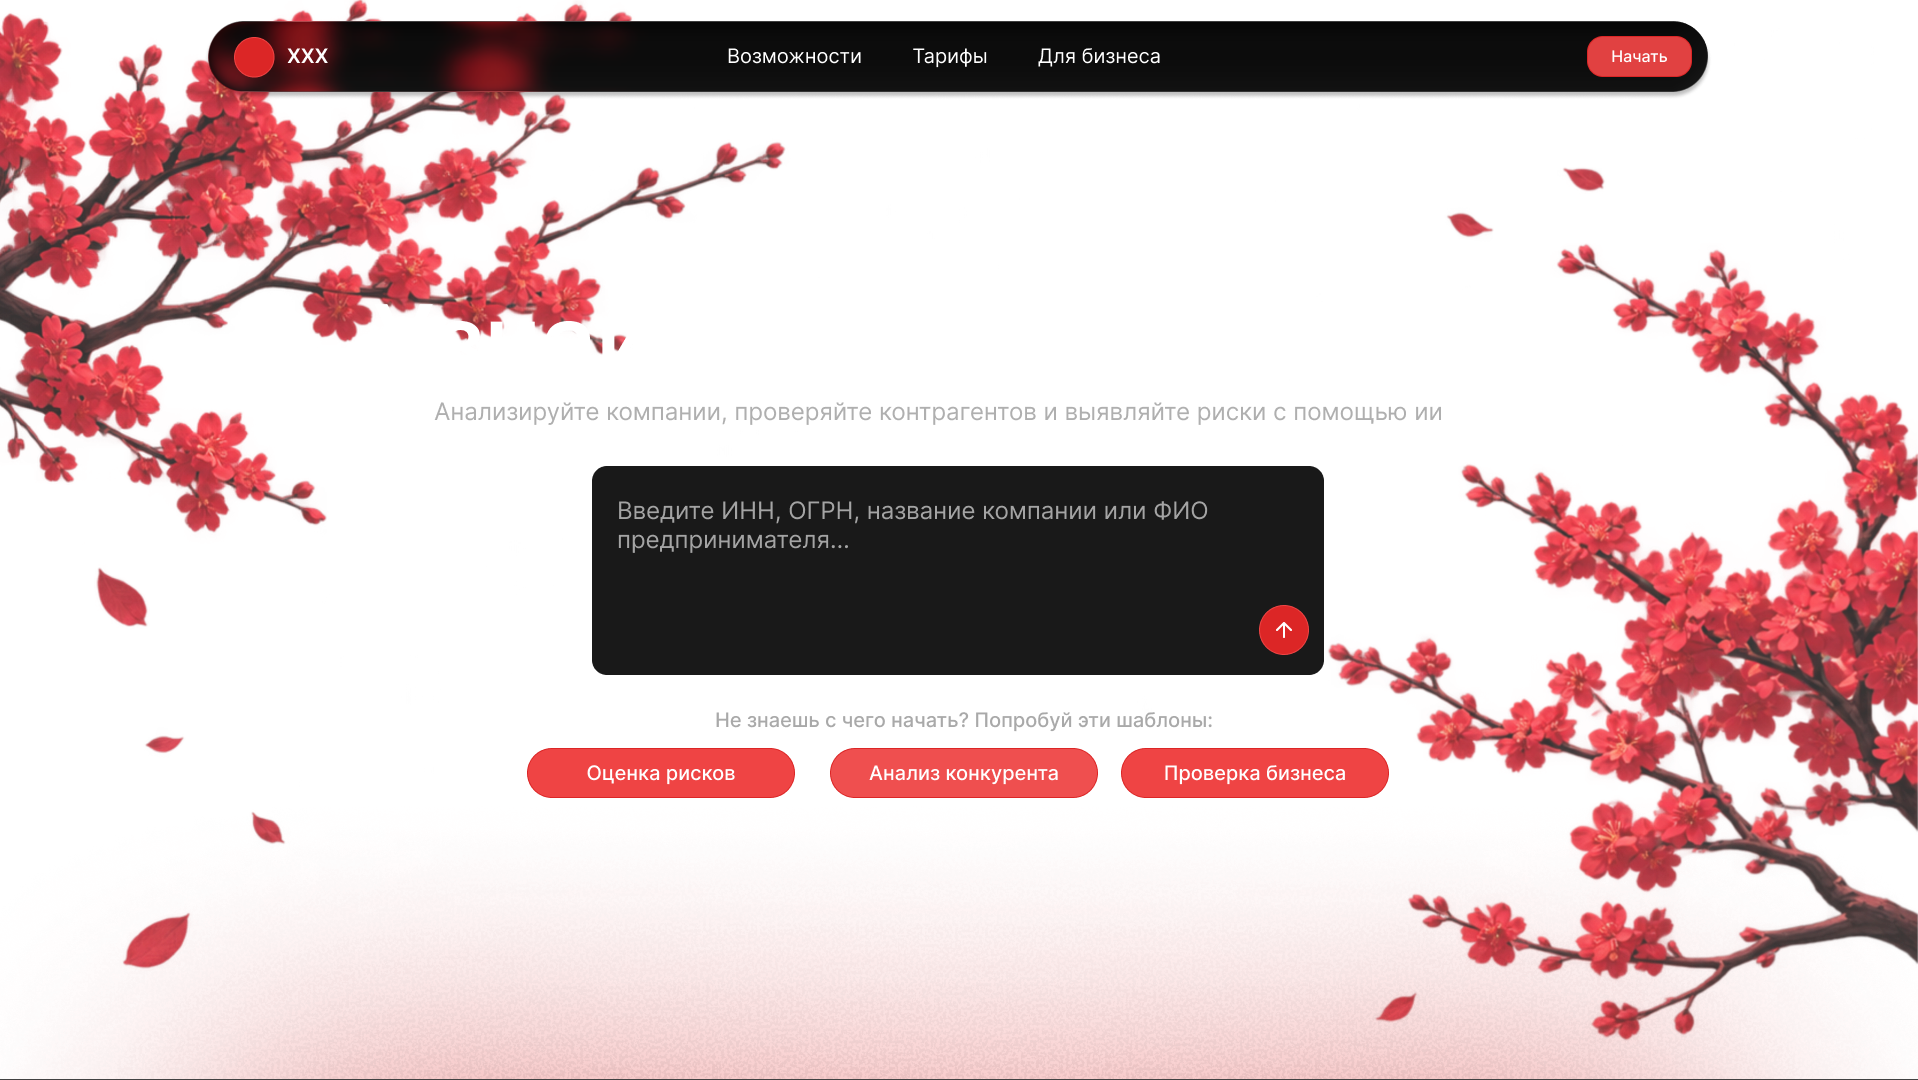 XXX
Возможности
Тарифы
Для бизнеса
Начать
Анализируйте компании, проверяйте контрагентов и выявляйте риски с помощью ии
Введите ИНН, ОГРН, название компании или ФИО
предпринимателя...
Не знаешь с чего начать? Попробуй эти шаблоны:
Оценка рисков
Анализ конкурента
Проверка бизнеса